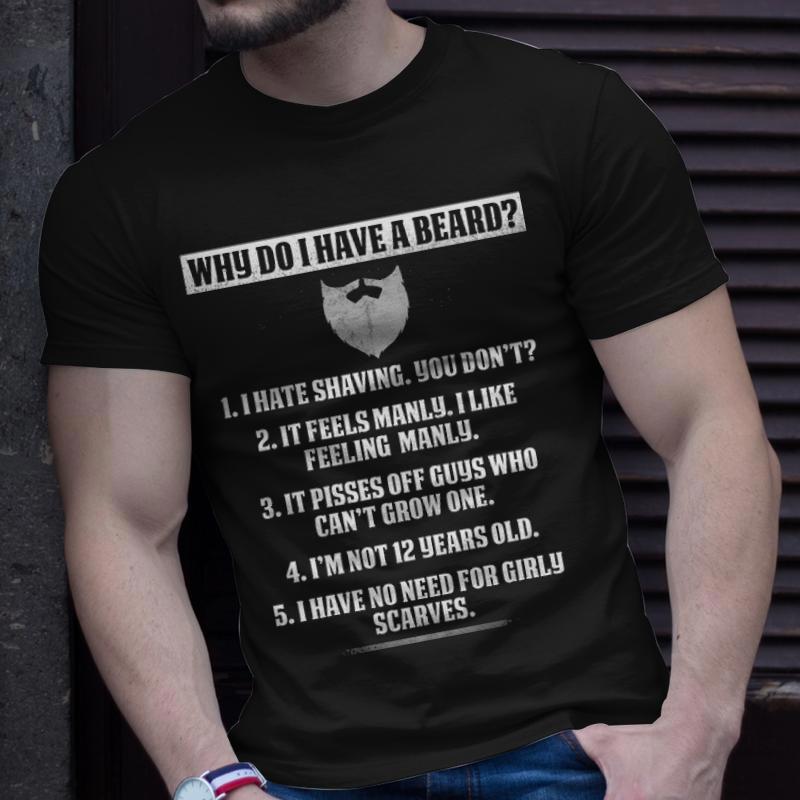 WHY DO I HAVE A BEARD?
1. I HATE SHAVING. YOU DON'T?
2. IT FEELS MANLY. I LIKE
FEELING MANLY.
3. IT PISSES OFF GUYS WHO
CAN'T GROW ONE.
4. I'M NOT 12 YEARS OLD.
5. I HAVE NO NEED FOR GIRLY
SCARVES.